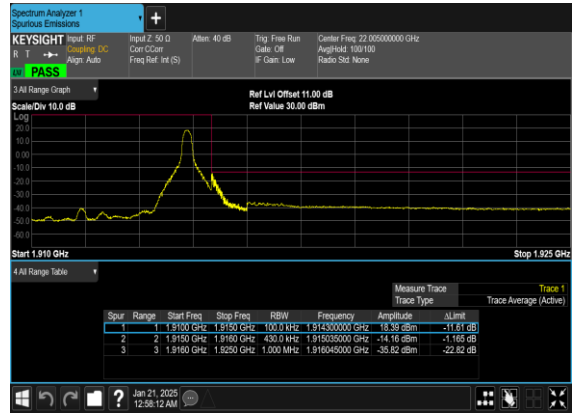 Spectrum Analyzer 1
Spurious Emissions
KEYSIGHT Input: RF Input Z: 50 Ω Atten: 40 dB Trig: Free Run Center Freq: 22.005000000 GHz
R T Coupling: DC Corr CCorr Gate: Off Avg|Hold: 100/100
Align: Auto Freq Ref: Int (S) IF Gain: Low Radio Std: None
LW PASS
3 All Range Graph Ref Lvl Offset 11.00 dB
Scale/Div 10.0 dB Ref Value 30.00 dBm
Log
20.0
10.0
0.00
-10.0
-20.0
-30.0
-40.0
-50.0
-60.0
Start 1.910 GHz Stop 1.925 GHz
4 All Range Table
Measure Trace Trace 1
Trace Type Trace Average (Active)
Spur Range Start Freq Stop Freq RBW Frequency Amplitude ΔLimit
1 1 1.9100 GHz 1.9150 GHz 100.0 kHz 1.914300000 GHz 18.39 dBm -11.61 dB
2 2 1.9150 GHz 1.9160 GHz 430.0 kHz 1.915035000 GHz -14.16 dBm -1.165 dB
3 3 1.9160 GHz 1.9250 GHz 1.000 MHz 1.916045000 GHz -35.82 dBm -22.82 dB
Jan 21, 2025
12:58:12 AM